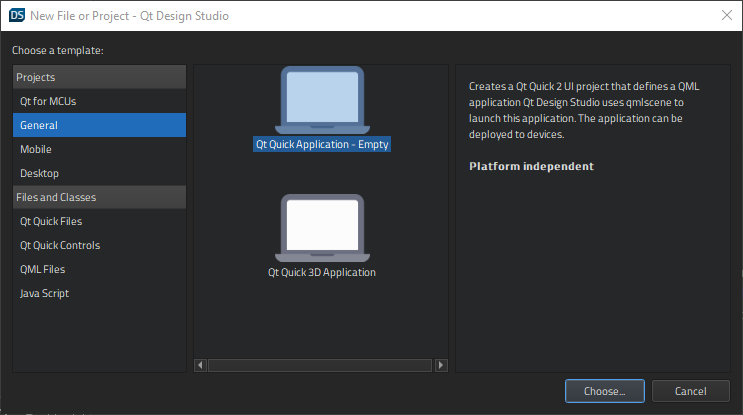 DS New File or Project - Qt Design Studio
Choose a template:
Projects
Qt for MCUs
General
Mobile
Desktop
Files and Classes
Qt Quick Files
Qt Quick Controls
QML Files
Java Script
Qt Quick Application - Empty
Qt Quick 3D Application
Creates a Qt Quick 2 UI project that defines a QML
application Qt Design Studio uses qmlscene to
launch this application. The application can be
deployed to devices.
Platform independent
Choose...
Cancel